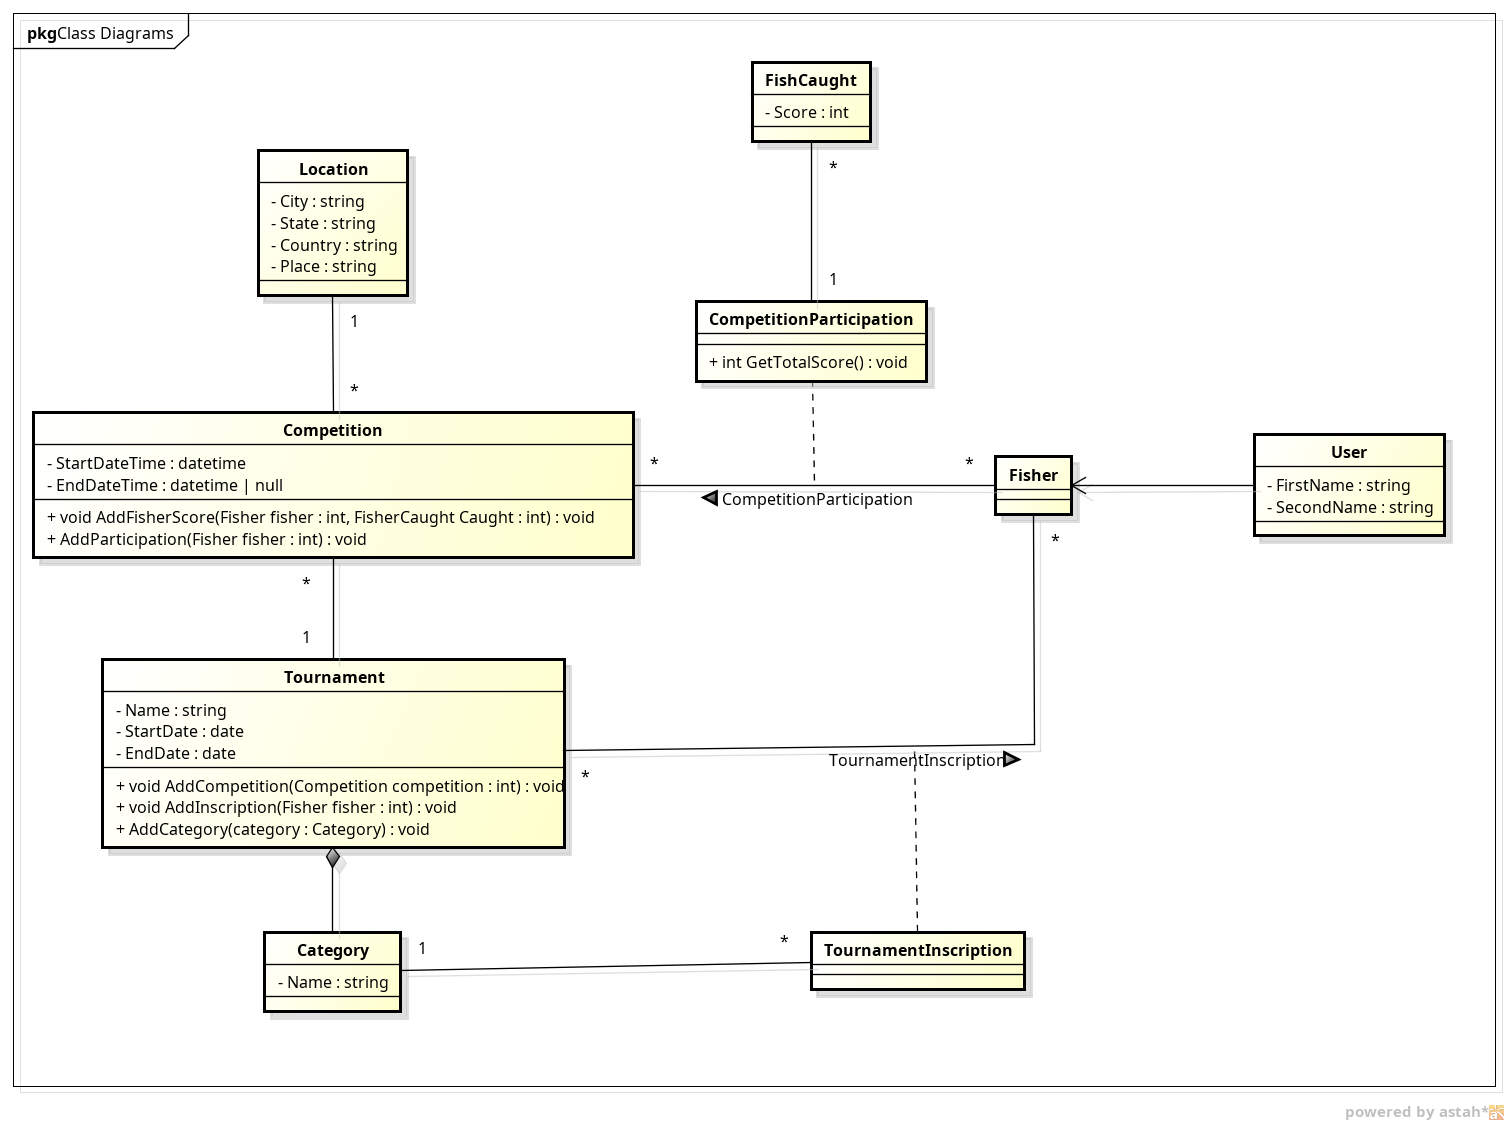 pkgClass Diagrams
FishCaught
- Score : int
*
1
Location
- City : string
- State : string
- Country : string
- Place : string
1
*
CompetitionParticipation
+ int GetTotalScore() : void
Competition
- StartDateTime : datetime
- EndDateTime : datetime | null
+ void AddFisherScore(Fisher fisher : int, FisherCaught Caught : int) : void
+ AddParticipation(Fisher fisher : int) : void
*
*
CompetitionParticipation
Fisher
*
User
- FirstName : string
- SecondName : string
*
1
Tournament
- Name : string
- StartDate : date
- EndDate : date
+ void AddCompetition(Competition competition : int) : void
+ void AddInscription(Fisher fisher : int) : void
+ AddCategory(category : Category) : void
*
TournamentInscription
Category
- Name : string
1
*
TournamentInscription
powered by astah*